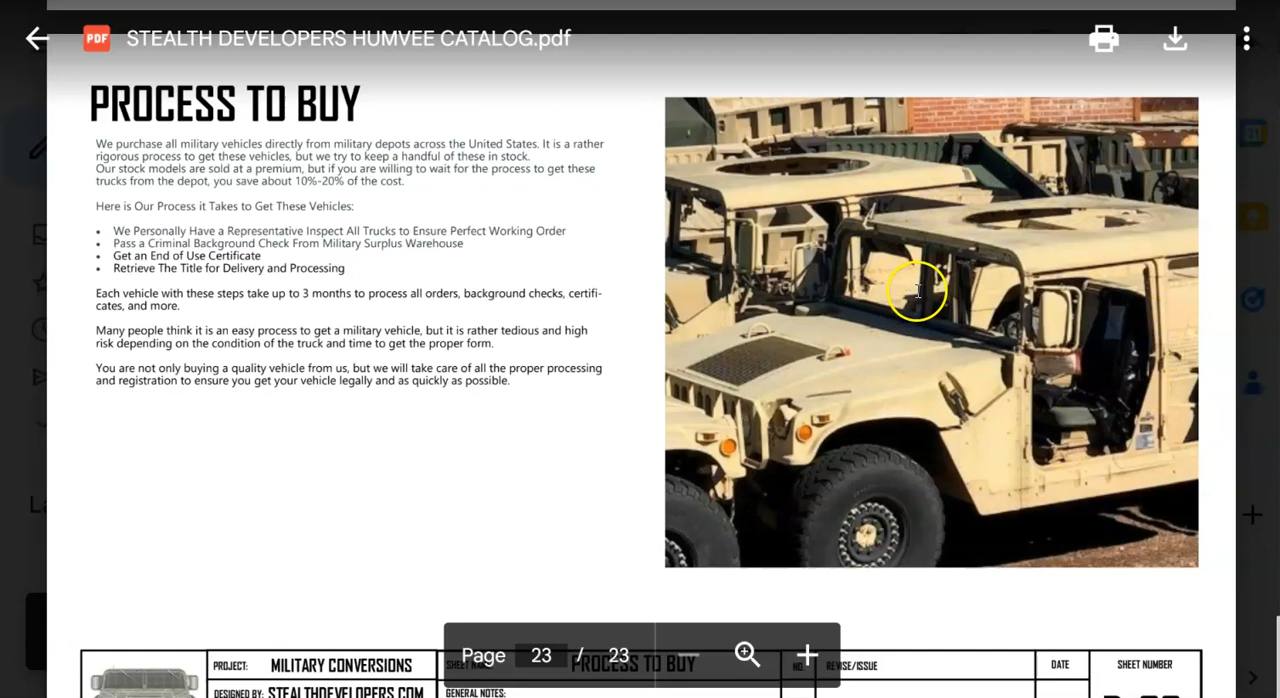 STEALTH DEVELOPERS HUMVEE CATALOG.pdf
PDF
PROCESS TO BUY
We purchase all military vehicles directly from military depots across the United States. It is a rather
rigorous process to get these vehicles, but we try to keep a handful of these in stock.
Our stock models are sold at a premium, but if you are willing to wait for the process to get these
trucks from the depot, you save about 10%-20% of the cost.
Here is Our Process it Takes to Get These Vehicles:
• We Personally Have a Representative Inspect All Trucks to Ensure Perfect Working Order
• Pass a Criminal Background Check From Military Surplus Warehouse
• Get an End of Use Certificate
• Retrieve The Title for Delivery and Processing
Each vehicle with these steps take up to 3 months to process all orders, background checks, certifi-
cates, and more.
Many people think it is an easy process to get a military vehicle, but it is rather tedious and high
risk depending on the condition of the truck and time to get the proper form.
You are not only buying a quality vehicle from us, but we will take care of all the proper processing
and registration to ensure you get your vehicle legally and as quickly as possible.
Page 23 / 23
PROJECT: MILITARY CONVERSIONS
SHEET NAME: PROCESS TO BUY
NO. REVISE/ISSUE
DATE
SHEET NUMBER
DESIGNED BY: STEALTHDEVELOPERS.COM
GENERAL NOTES: